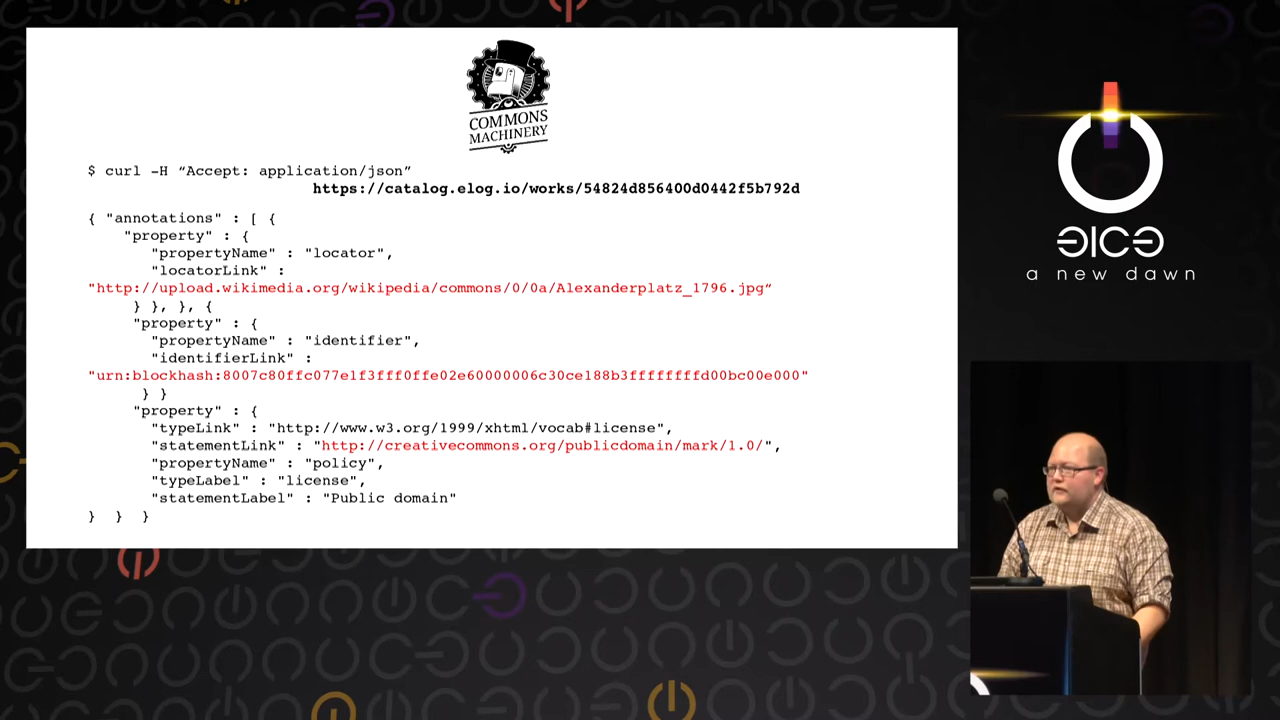 COMMONS
MACHINERY
$ curl -H “Accept: application/json”
https://catalog.elog.io/works/54824d856400d0442f5b792d
{ "annotations" : [ {
"property" : {
"propertyName" : "locator",
"locatorLink" :
"http://upload.wikimedia.org/wikipedia/commons/0/0a/Alexanderplatz_1796.jpg“
} }, }, {
"property" : {
"propertyName" : "identifier",
"identifierLink" :
"urn:blockhash:8007c80ffc077e1f3fff0ffe02e60000006c30ce188b3fffffffd00bc00e000"
} }
"property" : {
"typeLink" : "http://www.w3.org/1999/xhtml/vocab#license",
"statementLink" : "http://creativecommons.org/publicdomain/mark/1.0/",
"propertyName" : "policy",
"typeLabel" : "license",
"statementLabel" : "Public domain"
} } }
31C3
a new dawn